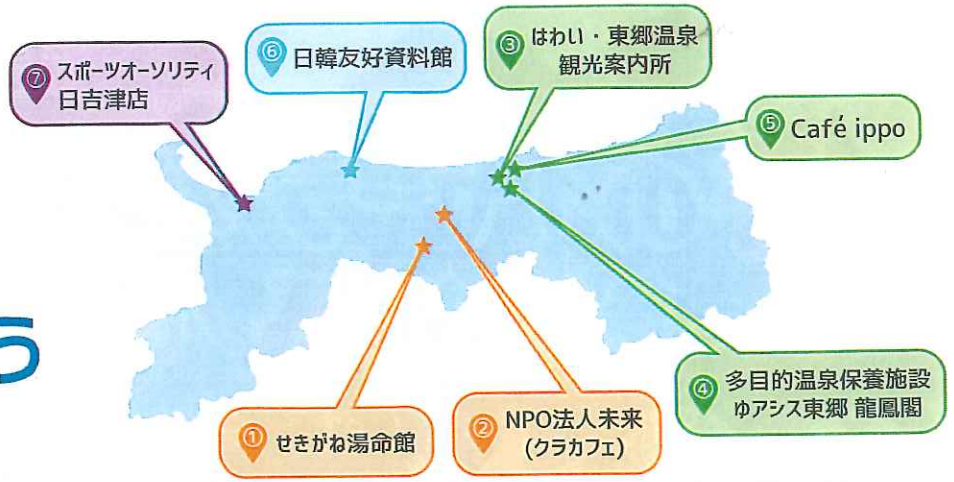 ⑦ スポーツオーソリティ
日吉津店
⑥ 日韓友好資料館
③ はわい・東郷温泉
観光案内所
⑤ Café ippo
④ 多目的温泉保養施設
ゆアシス東郷 龍鳳閣
② NPO法人未来
(クラカフェ)
① せきがね湯命館
う